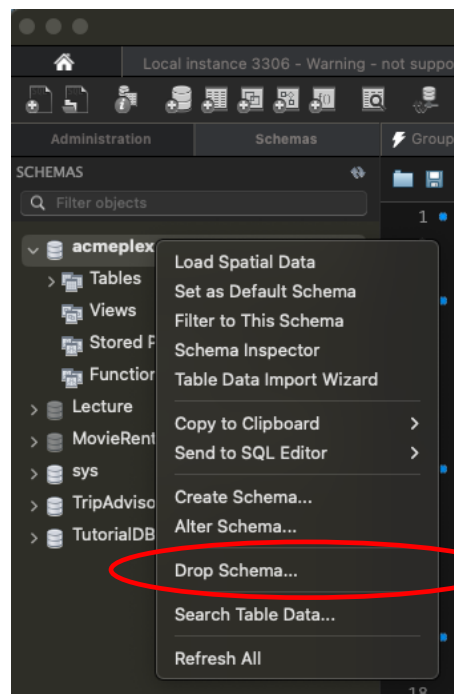 Local instance 3306 - Warning - not suppo
Administration
Schemas
Group
SCHEMAS
Filter objects
1
acmeplex
Tables
Views
Stored P
Function
Lecture
MovieRent
sys
TripAdviso
TutorialDB
Load Spatial Data
Set as Default Schema
Filter to This Schema
Schema Inspector
Table Data Import Wizard
Copy to Clipboard
Send to SQL Editor
Create Schema...
Alter Schema...
Drop Schema...
Search Table Data...
Refresh All
18